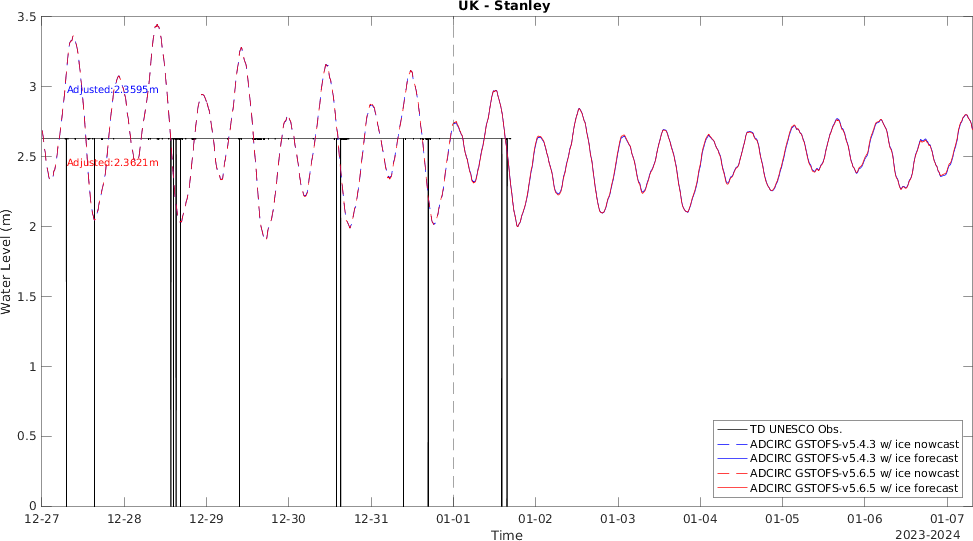 UK - Stanley
3.5
3
2.5
2
1.5
1
0.5
0
Water Level (m)
Adjusted:2.3595m
Adjusted:2.3021m
TD UNESCO Obs.
ADCIRC GSTOFS-v5.4.3 w/ ice nowcast
ADCIRC GSTOFS-v5.4.3 w/ ice forecast
ADCIRC GSTOFS-v5.6.5 w/ ice nowcast
ADCIRC GSTOFS-v5.6.5 w/ ice forecast
12-27 12-28 12-29 12-30 12-31 01-01 01-02 01-03 01-04 01-05 01-06 01-07
Time
2023-2024